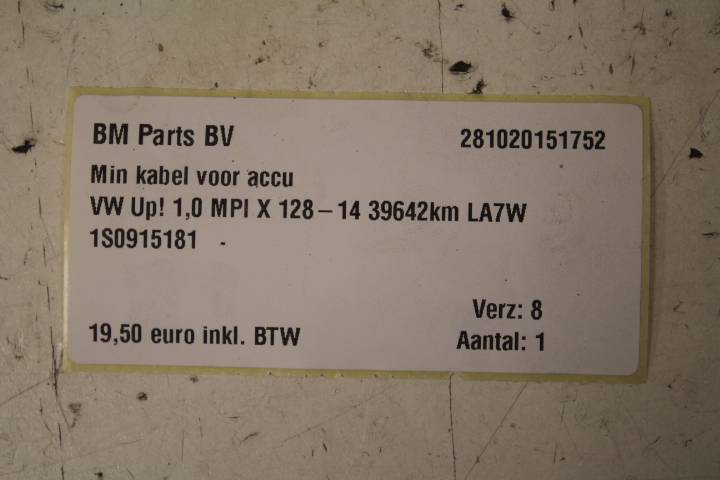 BM Parts BV 281020151752
Min kabel voor accu
VW Up! 1,0 MPI X 128 – 14 39642km LA7W
1S0915181 -
Verz: 8
19,50 euro inkl. BTW Aantal: 1